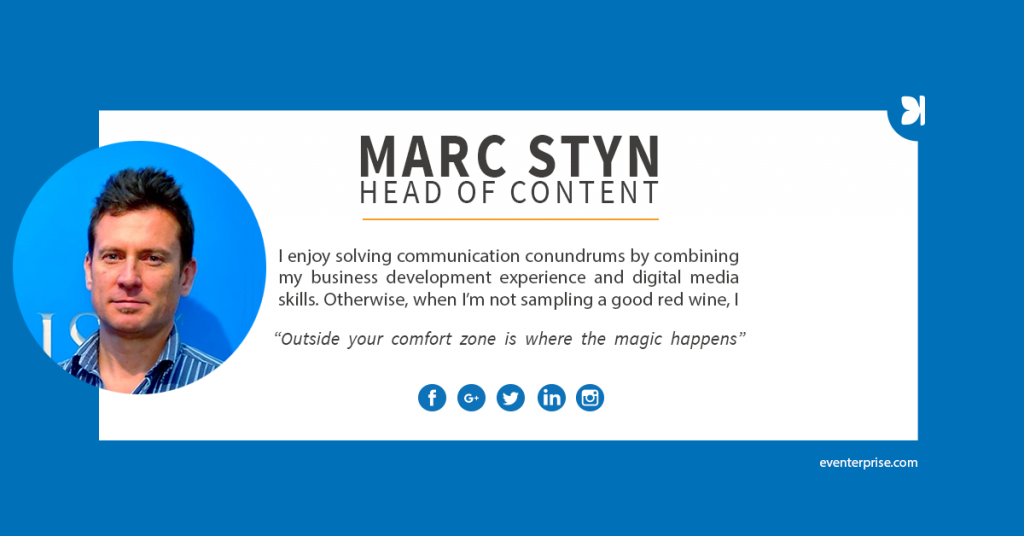 MARC STYN
HEAD OF CONTENT
I enjoy solving communication conundrums by combining
my business development experience and digital media
skills. Otherwise, when I’m not sampling a good red wine, I
“Outside your comfort zone is where the magic happens”
eventerprise.com